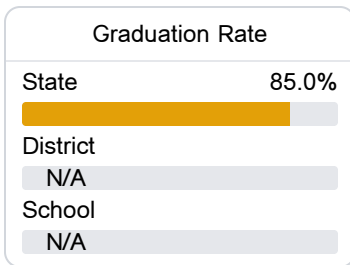 Graduation Rate
State 85.0%
District
N/A
School
N/A